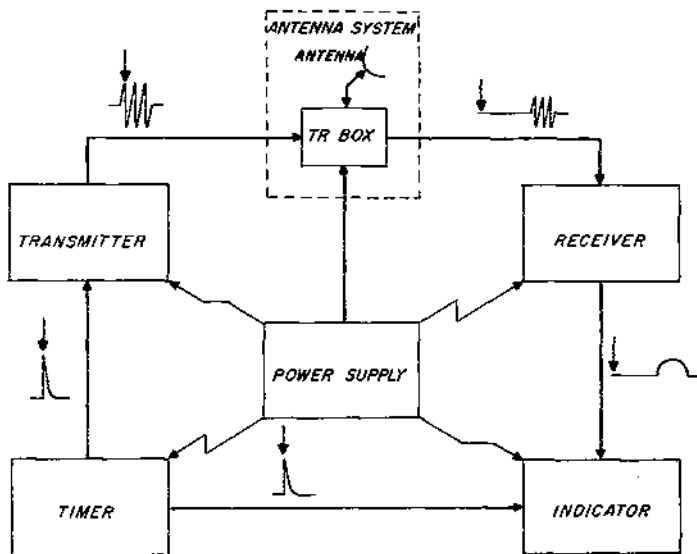 ANTENNA SYSTEM
ANTENNA
TR BOX
TRANSMITTER
RECEIVER
POWER SUPPLY
TIMER
INDICATOR